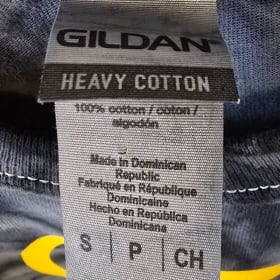 GILDAN
HEAVY COTTON
100% cotton / coton /
algodón
Made in Dominican
Republic
Fabriqué en République
Dominicaine
Hecho en República
Dominicana
S | P | CH